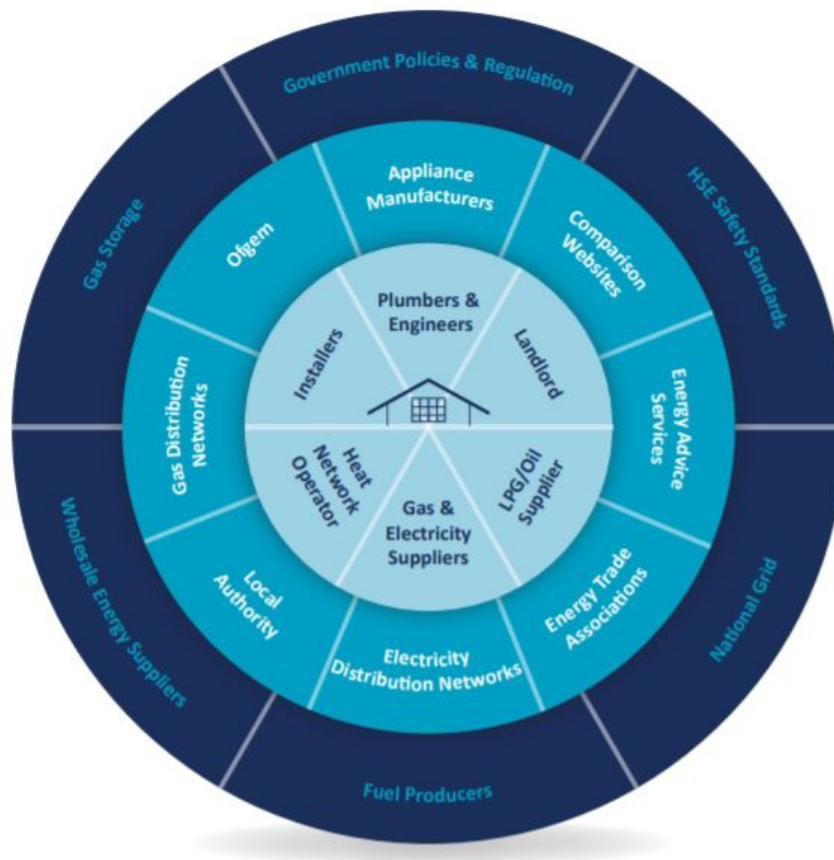 Government Policies & Regulation
HSE Safety Standards
National Grid
Fuel Producers
Wholesale Energy Suppliers
Gas Storage
Appliance
Manufacturers
Comparison
Websites
Energy Advice
Services
Energy Trade
Associations
Electricity
Distribution Networks
Local
Authority
Gas Distribution
Networks
Ofgem
Plumbers &
Engineers
Landlord
LPG/Oil
Supplier
Gas &
Electricity
Suppliers
Heat
Network
Operator
Installers